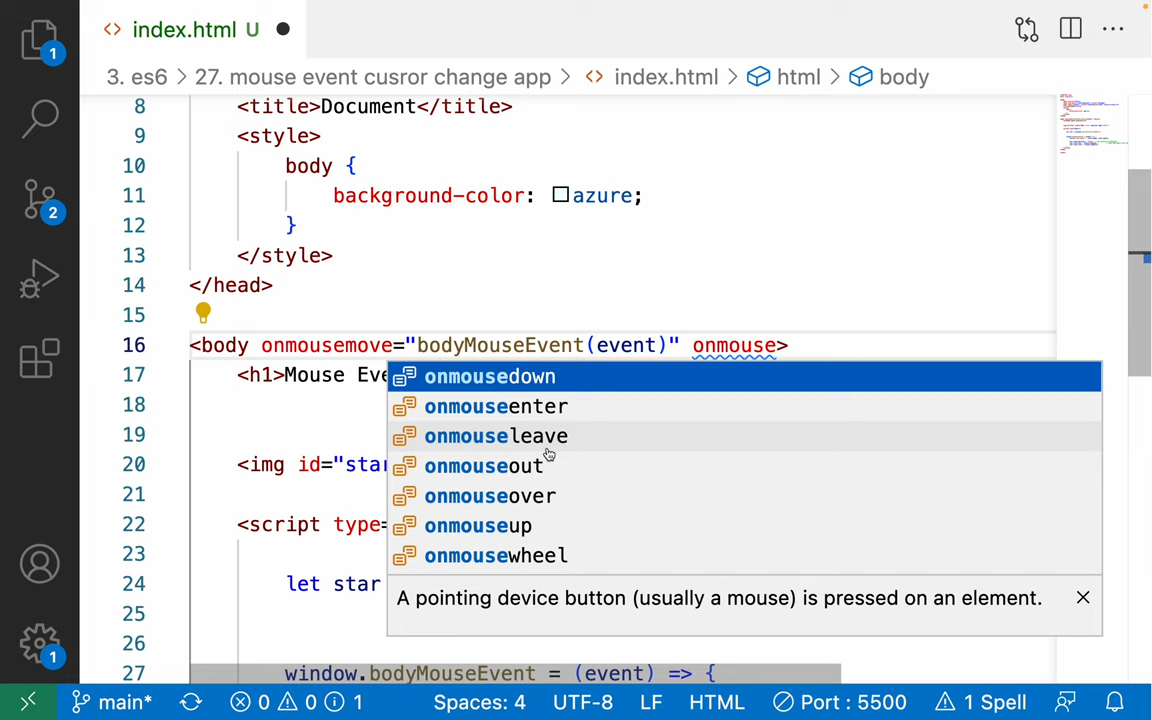 index.html U
3. es6 > 27. mouse event cusror change app > index.html > html > body
1
8 <title>Document</title>
9 <style>
10 body {
11 background-color: azure;
12 }
13 </style>
14 </head>
15
16 <body onmousemove="bodyMouseEvent(event)" onmouse>
17 <h1>Mouse Eve
onmousedown
18 onmouseenter
19 onmouseleave
20 <img id="star
onmouseout
21 onmouseover
22 <script type=
onmouseup
23 onmousewheel
24 let star
A pointing device button (usually a mouse) is pressed on an element.
25
26
27 window.bodyMouseEvent = (event) => {
2
1
main* 0 0 1 Spaces: 4 UTF-8 LF HTML Port : 5500 1 Spell